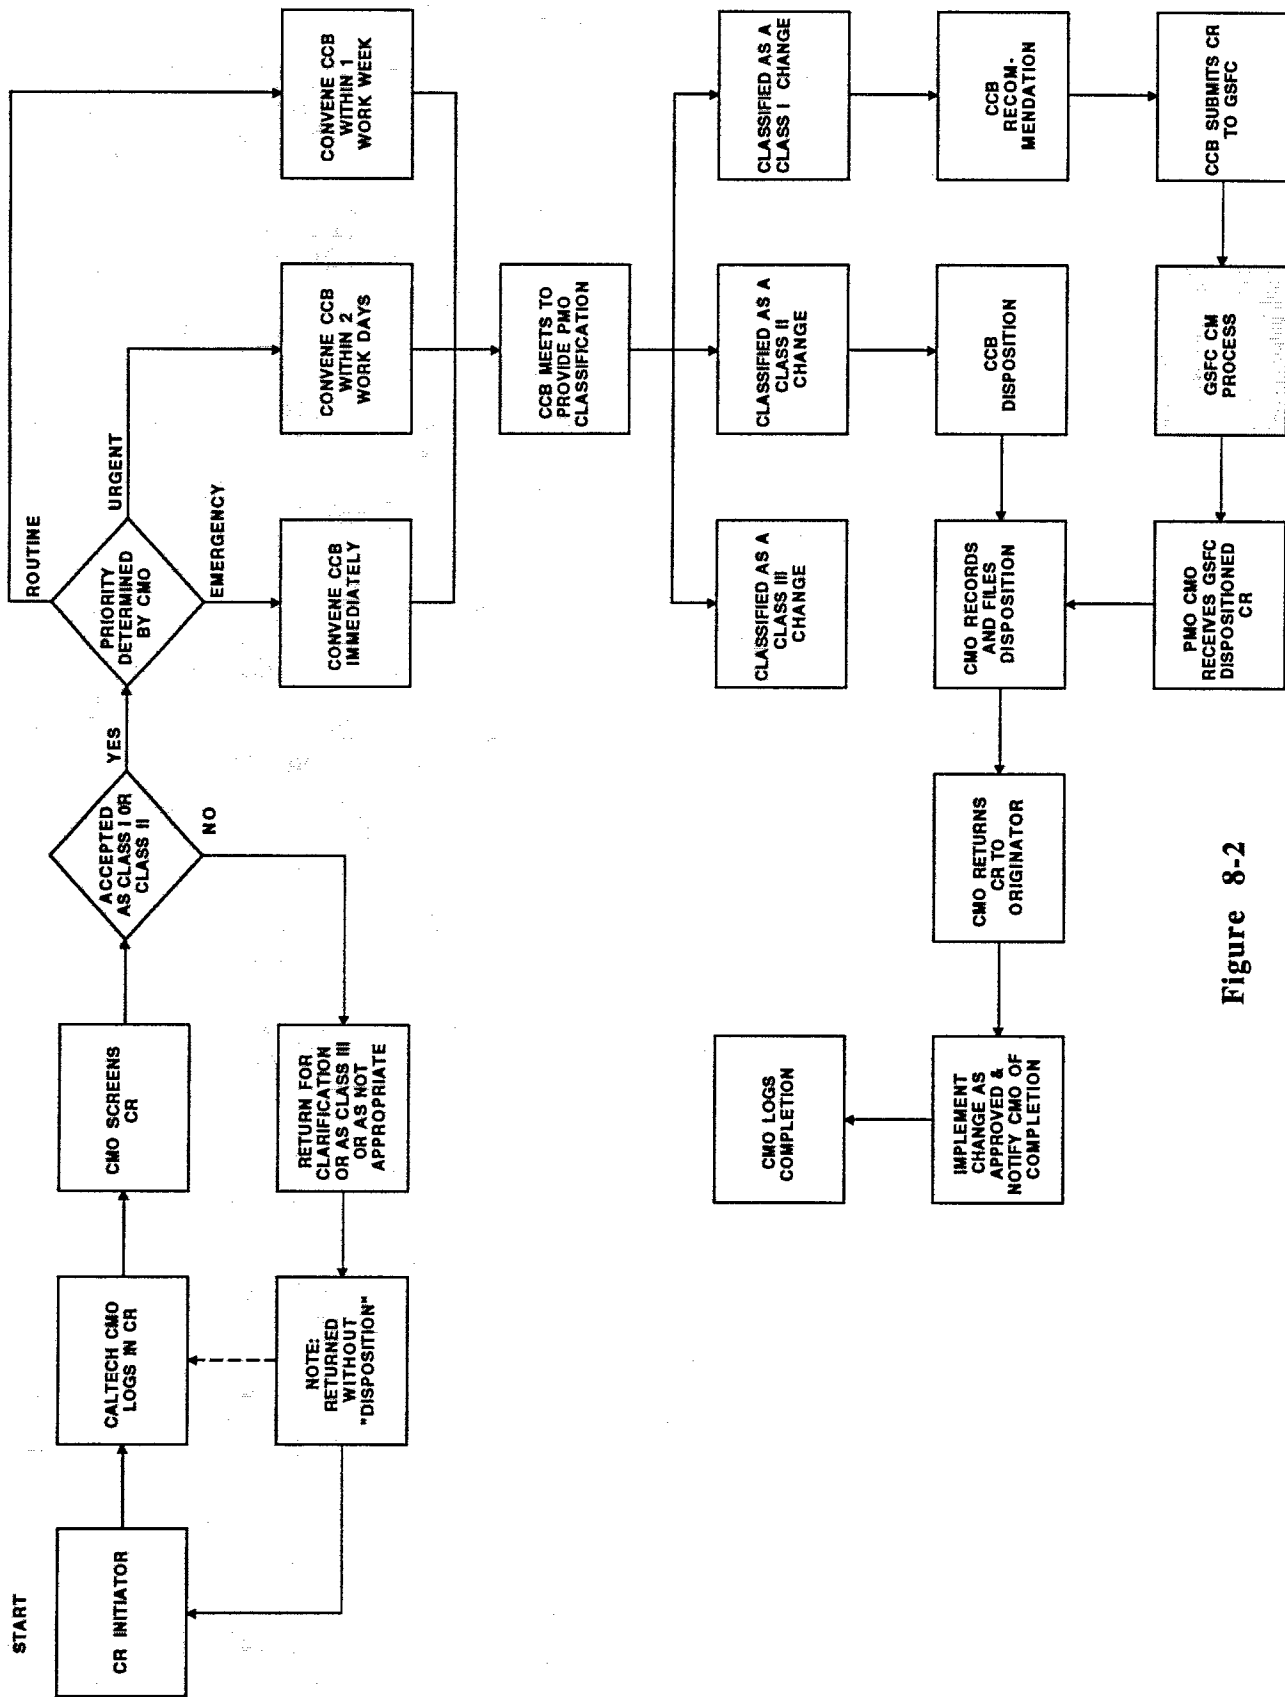 START
CR INITIATOR
CALTECH CMO
LOGS IN CR
CMO SCREENS
CR
ACCEPTED
AS CLASS I OR
CLASS II
YES
NO
PRIORITY
DETERMINED
BY CMO
ROUTINE
URGENT
EMERGENCY
NOTE:
RETURNED
WITHOUT
"DISPOSITION"
RETURN FOR
CLARIFICATION
OR AS CLASS III
OR AS NOT
APPROPRIATE
CONVENE CCB
IMMEDIATELY
CONVENE CCB
WITHIN 2
WORK DAYS
CONVENE CCB
WITHIN 1
WORK WEEK
CCB MEETS TO
PROVIDE PMO
CLASSIFICATION
CLASSIFIED AS A
CLASS III
CHANGE
CLASSIFIED AS A
CLASS II
CHANGE
CLASSIFIED AS A
CLASS I CHANGE
CMO LOGS
COMPLETION
IMPLEMENT
CHANGE AS
APPROVED &
NOTIFY CMO OF
COMPLETION
CMO RETURNS
CR TO
ORIGINATOR
CMO RECORDS
AND FILES
DISPOSITION
CCB
DISPOSITION
CCB
RECOM-
MENDATION
PMO CMO
RECEIVES GSFC
DISPOSITIONED
CR
GSFC CM
PROCESS
CCB SUBMITS CR
TO GSFC
Figure 8-2